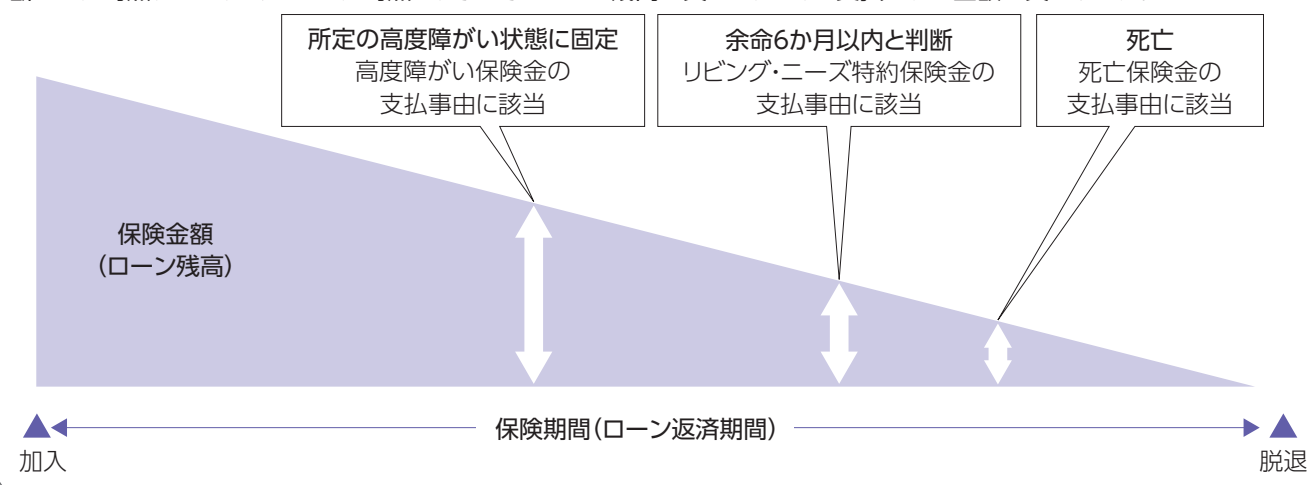 所定の高度障がい状態に固定
高度障がい保険金の
支払事由に該当
余命6か月以内と判断
リビング・ニーズ特約保険金の
支払事由に該当
死亡
死亡保険金の
支払事由に該当
保険金額
(ローン残高)
保険期間(ローン返済期間)
加入
脱退